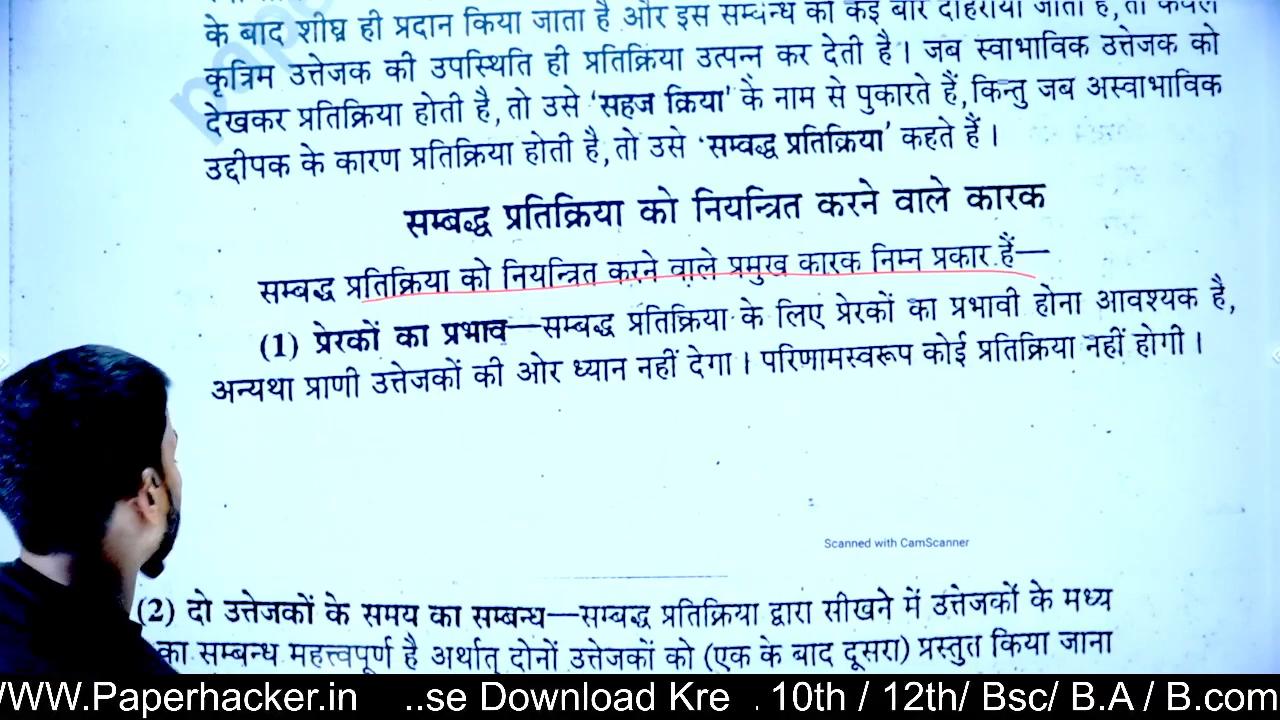 के बाद शीघ्र ही प्रदान किया जाता है और इस सम्बन्ध को कई बार दोहराया जाता है, तो केवल
कृत्रिम उत्तेजक की उपस्थिति ही प्रतिक्रिया उत्पन्न कर देती है। जब स्वाभाविक उत्तेजक को
देखकर प्रतिक्रिया होती है, तो उसे ‘सहज क्रिया’ के नाम से पुकारते हैं, किन्तु जब अस्वाभाविक
उद्दीपक के कारण प्रतिक्रिया होती है, तो उसे ‘सम्बद्ध प्रतिक्रिया’ कहते हैं।
सम्बद्ध प्रतिक्रिया को नियन्त्रित करने वाले कारक
सम्बद्ध प्रतिक्रिया को नियन्त्रित करने वाले प्रमुख कारक निम्न प्रकार हैं—
(1) प्रेरकों का प्रभाव—सम्बद्ध प्रतिक्रिया के लिए प्रेरकों का प्रभावी होना आवश्यक है,
अन्यथा प्राणी उत्तेजकों की ओर ध्यान नहीं देगा। परिणामस्वरूप कोई प्रतिक्रिया नहीं होगी।
Scanned with CamScanner
(2) दो उत्तेजकों के समय का सम्बन्ध—सम्बद्ध प्रतिक्रिया द्वारा सीखने में उत्तेजकों के मध्य
का सम्बन्ध महत्त्वपूर्ण है अर्थात् दोनों उत्तेजकों को (एक के बाद दूसरा) प्रस्तुत किया जाना
/WWW.Paperhacker.in ..se Download Kre . 10th / 12th/ Bsc/ B.A / B.com